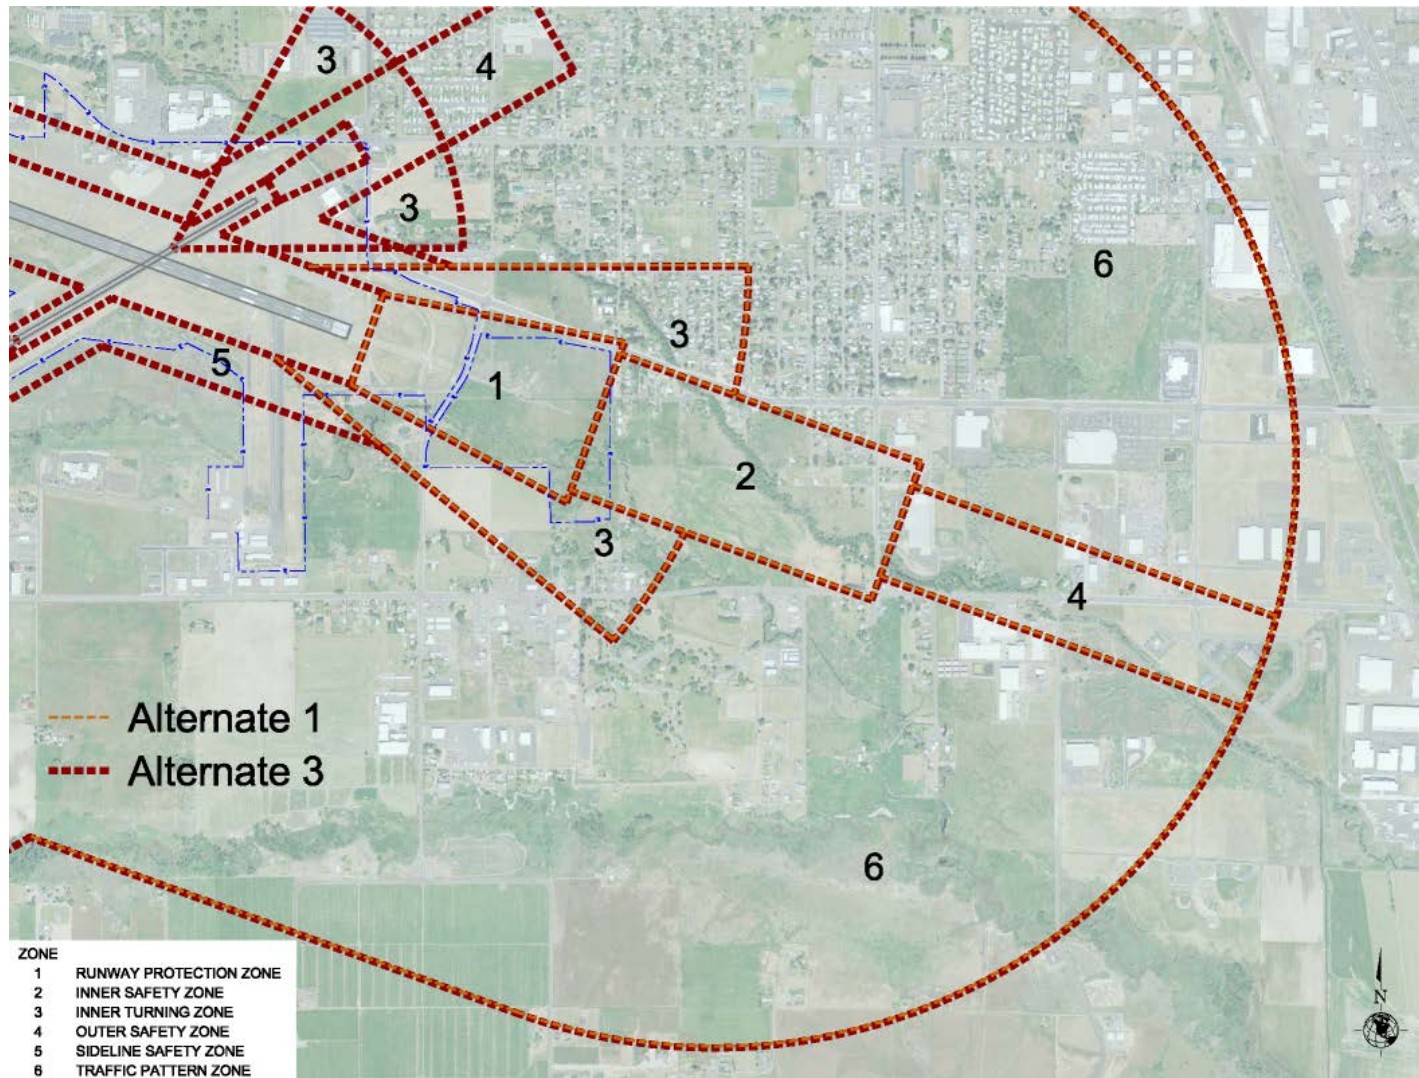 3
4
3
6
3
5
1
2
3
4
Alternate 1
Alternate 3
6
ZONE
1 RUNWAY PROTECTION ZONE
2 INNER SAFETY ZONE
3 INNER TURNING ZONE
4 OUTER SAFETY ZONE
5 SIDELINE SAFETY ZONE
6 TRAFFIC PATTERN ZONE
N